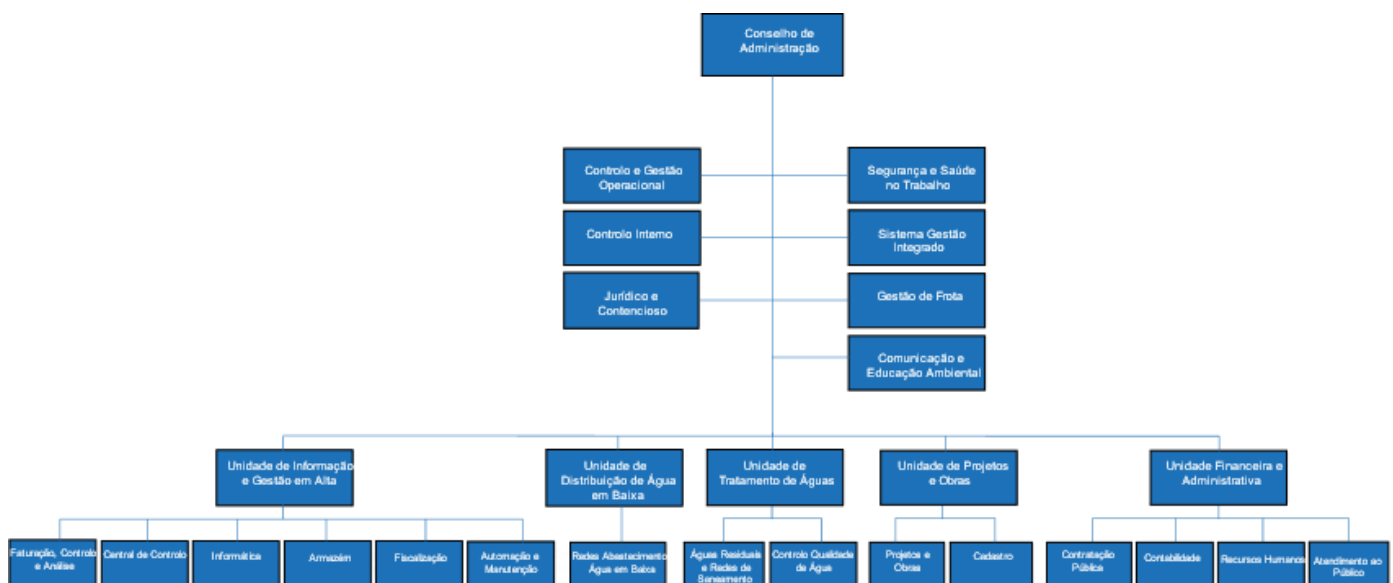 Conselho de
Administração
Controlo e Gestão
Operacional
Segurança e Saúde
no Trabalho
Controlo Interno
Sistema Gestão
Integrado
Jurídico e
Contencioso
Gestão de Frota
Comunicação e
Educação Ambiental
Unidade de Informação
e Gestão em Alta
Unidade de
Distribuição de Água
em Baixa
Unidade de
Tratamento de Águas
Unidade de Projetos
e Obras
Unidade Financeira e
Administrativa
Faturação, Controlo
e Análise
Central de Controlo
Informática
Armazém
Fiscalização
Automação e
Manutenção
Redes Abastecimento
Água em Baixa
Águas Residuais
e Redes de
Saneamento
Controlo Qualidade
de Água
Projetos e
Obras
Cadastro
Contratação
Pública
Contabilidade
Recursos Humanos
Atendimento ao
Público